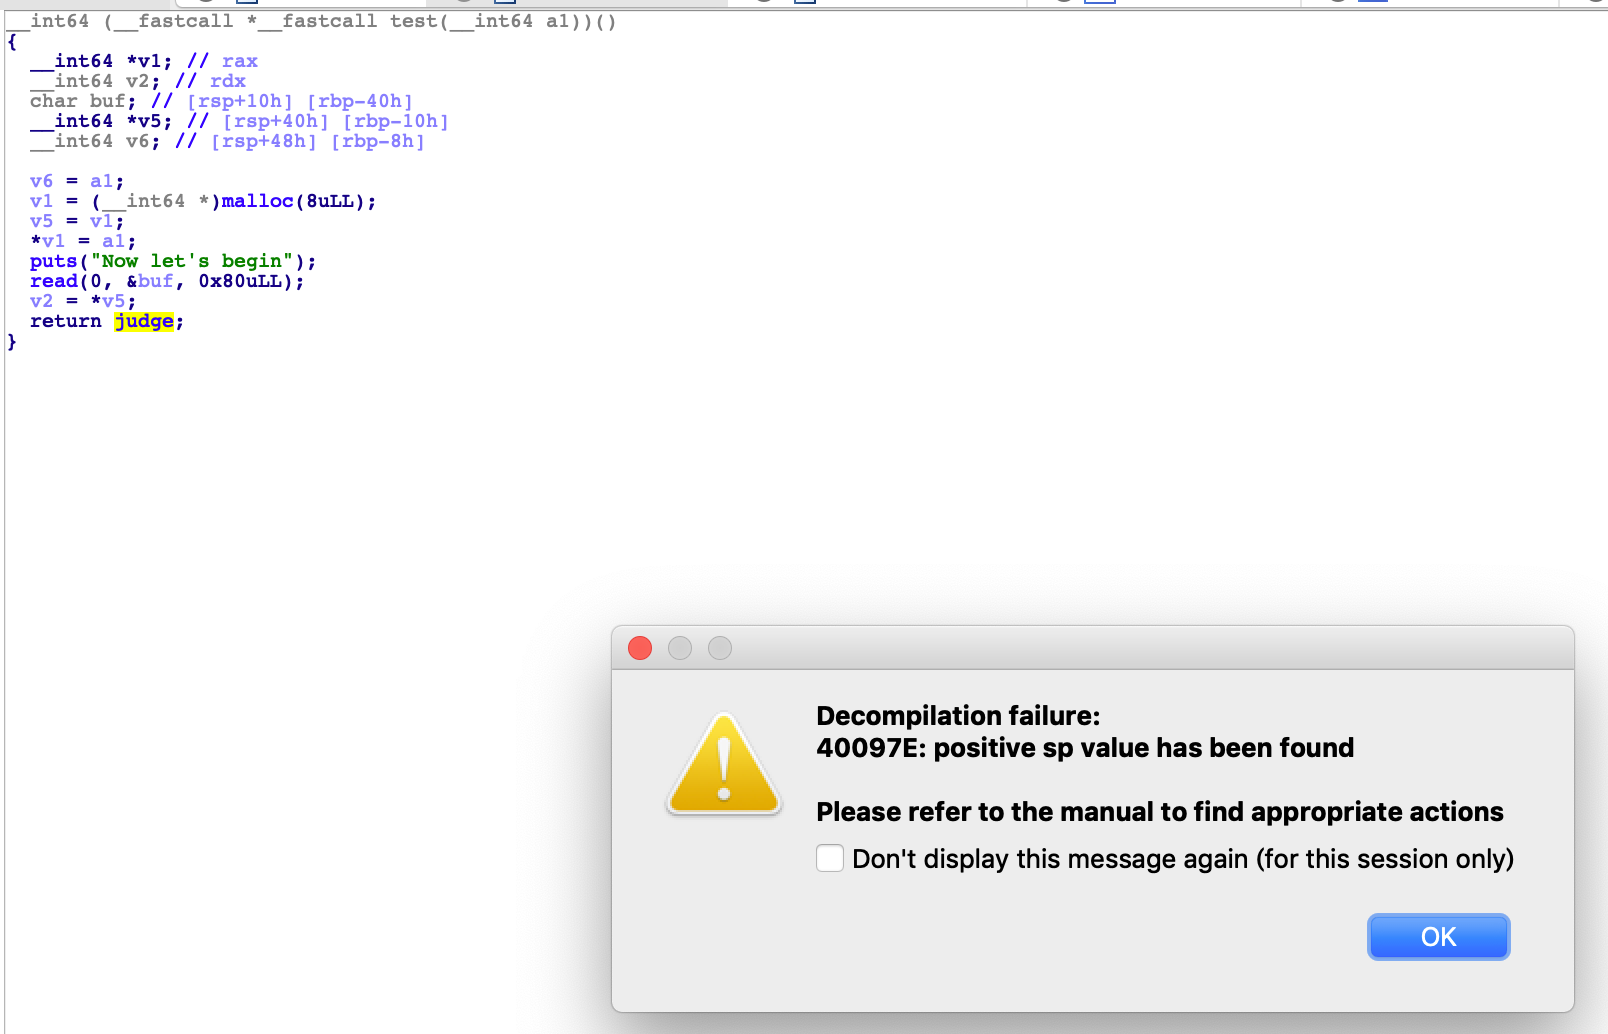 __int64 (__fastcall *__fastcall test(__int64 a1))()
{
__int64 *v1; // rax
__int64 v2; // rdx
char buf; // [rsp+10h] [rbp-40h]
__int64 *v5; // [rsp+40h] [rbp-10h]
__int64 v6; // [rsp+48h] [rbp-8h]
v6 = a1;
v1 = (__int64 *)malloc(8uLL);
v5 = v1;
*v1 = a1;
puts("Now let's begin");
read(0, &buf, 0x80uLL);
v2 = *v5;
return judge;
}
Decompilation failure:
40097E: positive sp value has been found
Please refer to the manual to find appropriate actions
Don't display this message again (for this session only)
OK